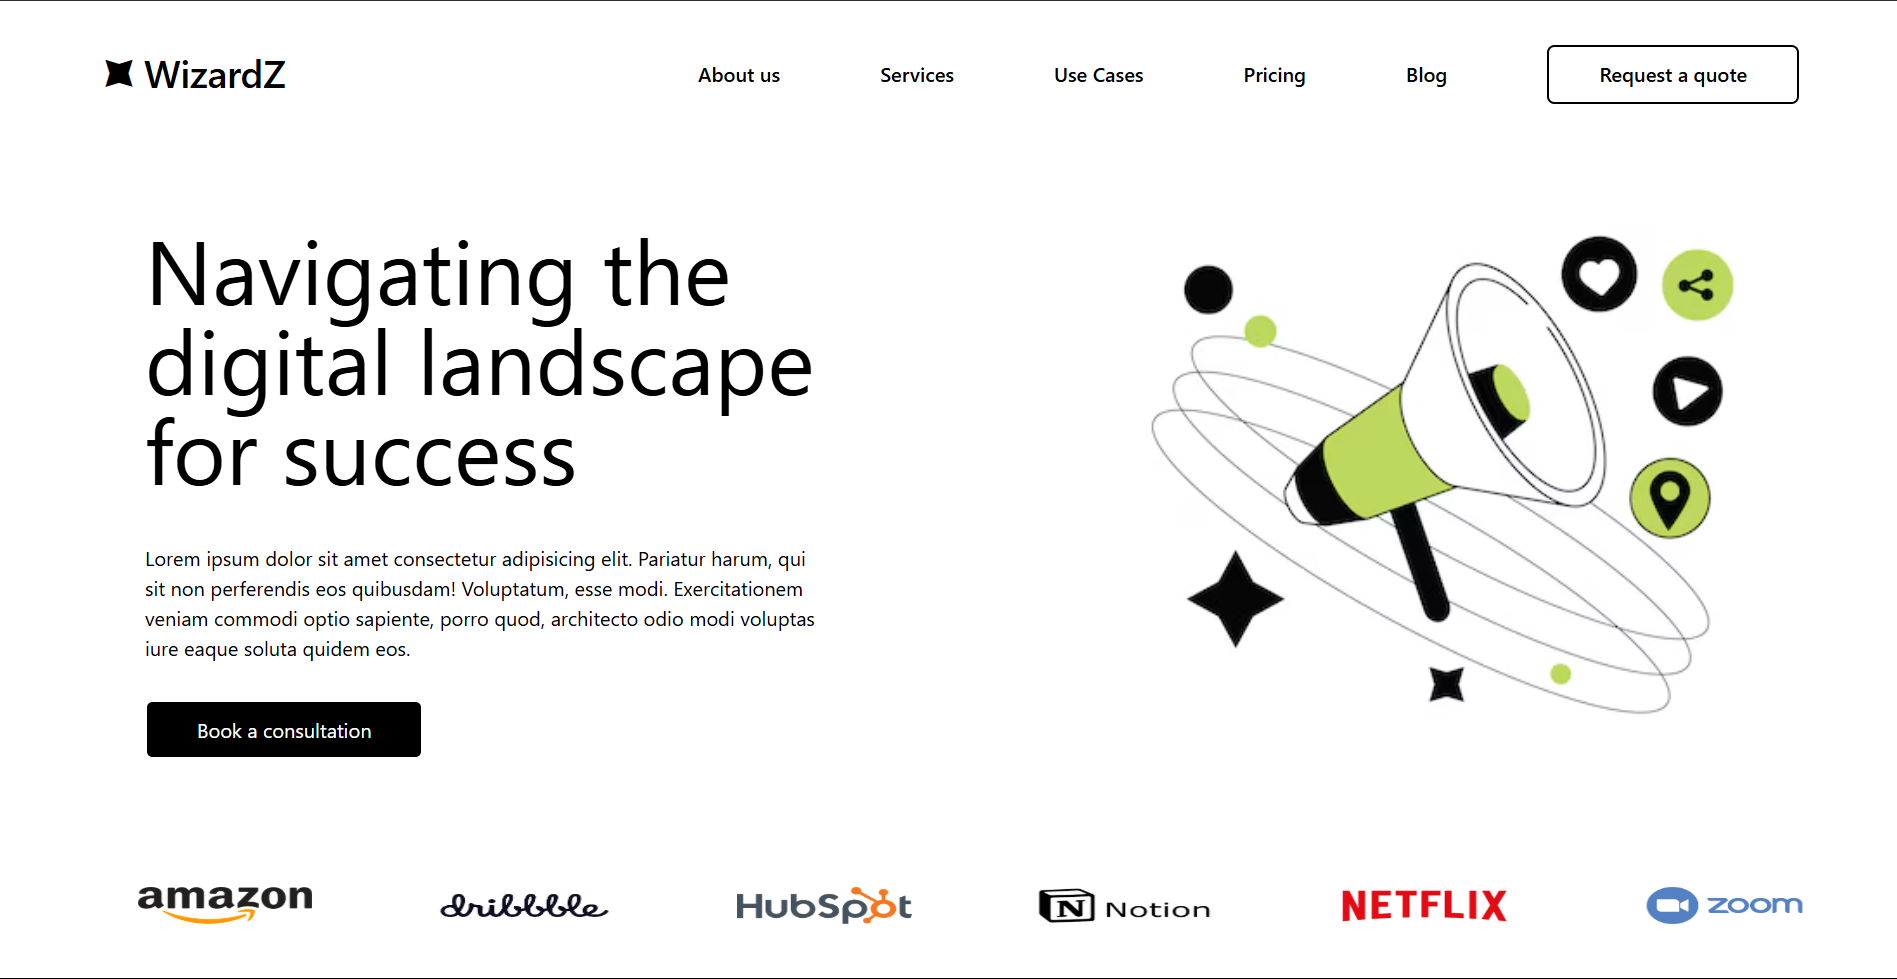 WizardZ
About us
Services
Use Cases
Pricing
Blog
Request a quote
Navigating the
digital landscape
for success
Lorem ipsum dolor sit amet consectetur adipisicing elit. Pariatur harum, qui
sit non perferendis eos quibusdam! Voluptatum, esse modi. Exercitationem
veniam commodi optio sapiente, porro quod, architecto odio modi voluptas
iure eaque soluta quidem eos.
Book a consultation
amazon
dribbble
HubSpot
Notion
NETFLIX
zoom